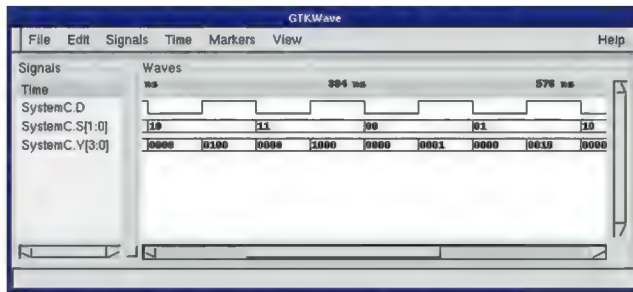 GTKWave
File Edit Signals Time Markers View Help
Signals Waves
Time ns 384 ns 576 ns
SystemC.D
SystemC.S[1:0] 10 11 00 01 10
SystemC.Y[3:0] 0000 0100 0000 1000 0000 0001 0000 0010 0000